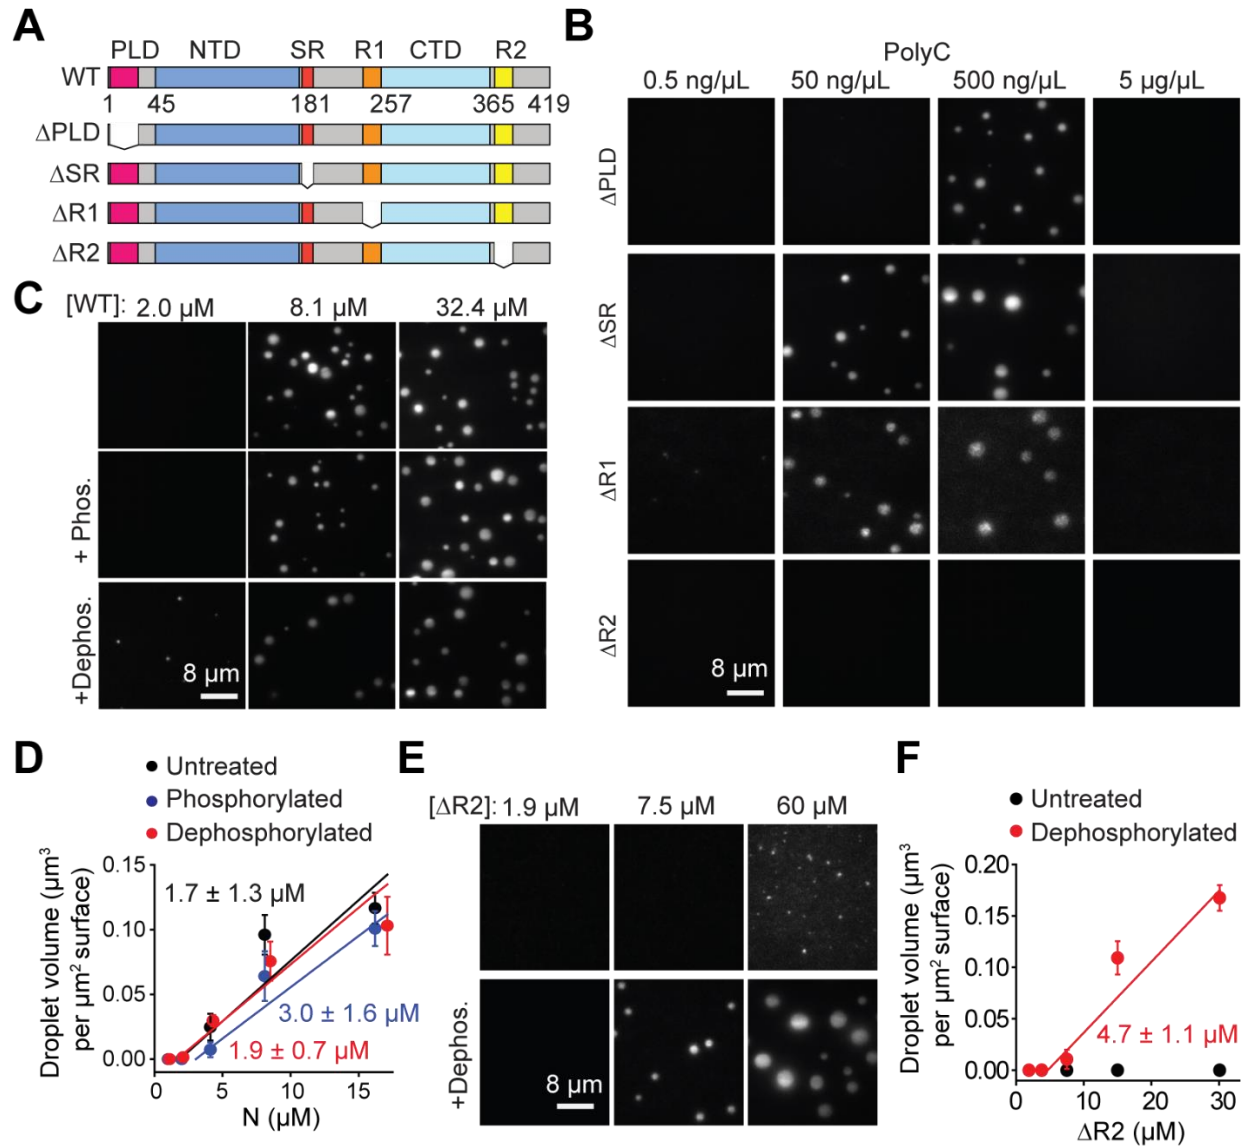 A
PLD NTD SR R1 CTD R2
WT
1 45 181 257 365 419
ΔPLD
ΔSR
ΔR1
ΔR2
B
PolyC
0.5 ng/µL 50 ng/µL 500 ng/µL 5 µg/µL
ΔPLD
ΔSR
ΔR1
ΔR2
8 µm
C
[WT]: 2.0 µM 8.1 µM 32.4 µM
+ Phos.
+Dephos.
8 µm
D
Untreated
Phosphorylated
Dephosphorylated
Droplet volume (µm³
per µm² surface)
0.15
0.10
0.05
0.00
1.7 ± 1.3 µM
3.0 ± 1.6 µM
1.9 ± 0.7 µM
0 5 10 15
N (µM)
E
[ΔR2]: 1.9 µM 7.5 µM 60 µM
+Dephos.
8 µm
F
Untreated
Dephosphorylated
Droplet volume (µm³
per µm² surface)
0.20
0.15
0.10
0.05
0.00
4.7 ± 1.1 µM
0 10 20 30
ΔR2 (µM)